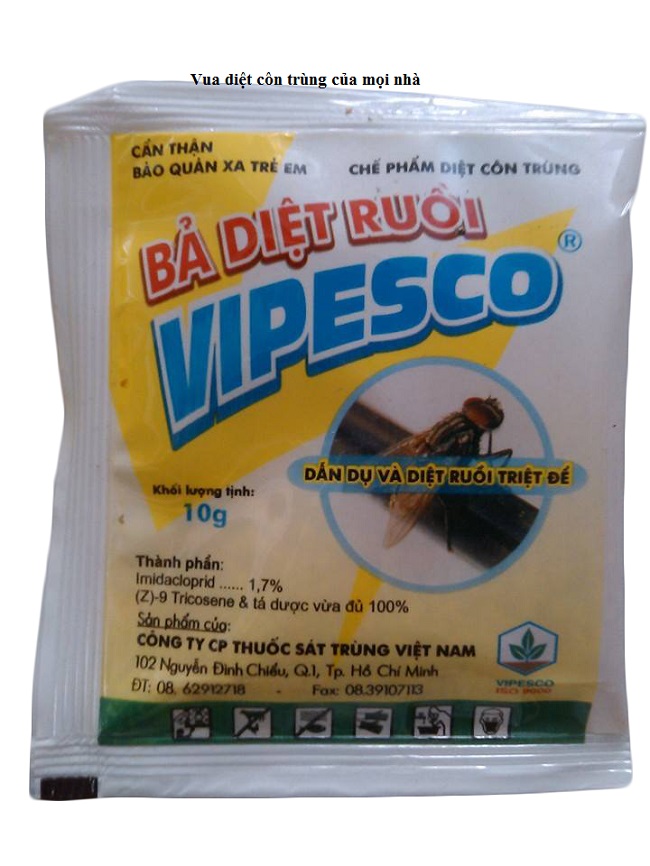 Vua diệt côn trùng của mọi nhà
CẨN THẬN
BẢO QUẢN XA TRẺ EM
CHẾ PHẨM DIỆT CÔN TRÙNG
BẢ DIỆT RUỒI
VIPESCO ®
DẪN DỤ VÀ DIỆT RUỒI TRIỆT ĐỂ
Khối lượng tịnh:
10g
Thành phần:
Imidacloprid ...... 1,7%
(Z)-9 Tricosene & tá dược vừa đủ 100%
Sản phẩm của:
CÔNG TY CP THUỐC SÁT TRÙNG VIỆT NAM
102 Nguyễn Đình Chiểu, Q.1, Tp. Hồ Chí Minh
ĐT: 08. 62912718 - Fax: 08.39107113
VIPESCO
ISO 9000